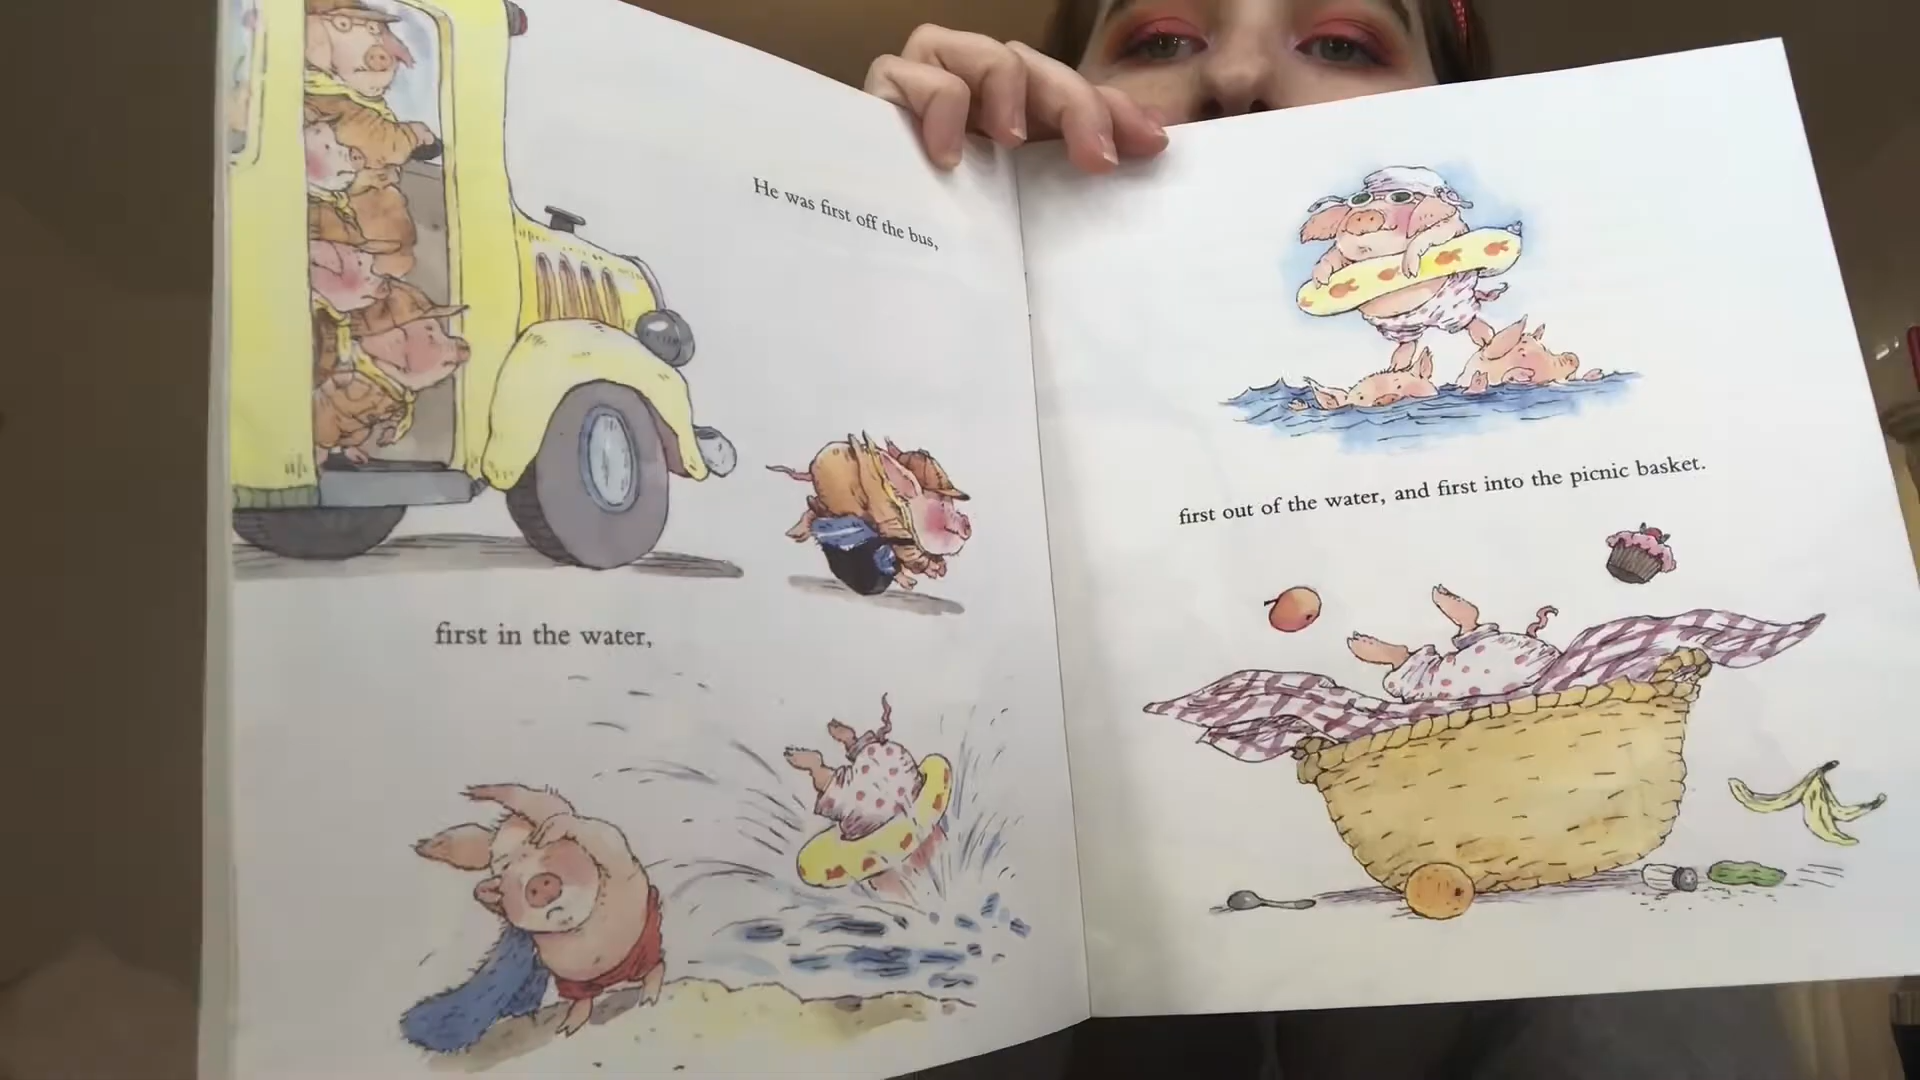 He was first off the bus,
first in the water,
first out of the water, and first into the picnic basket.